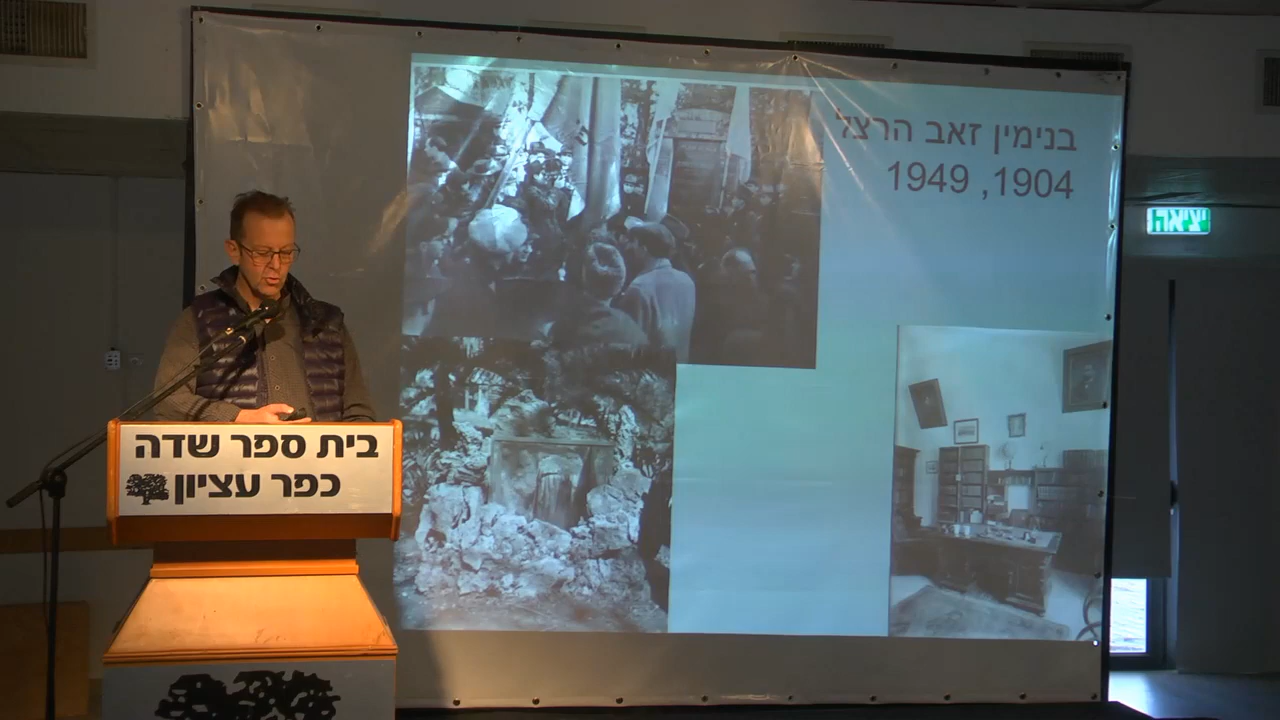 בנימין זאב הרצל
1904, 1949
יציאה
בית ספר שדה
כפר עציון